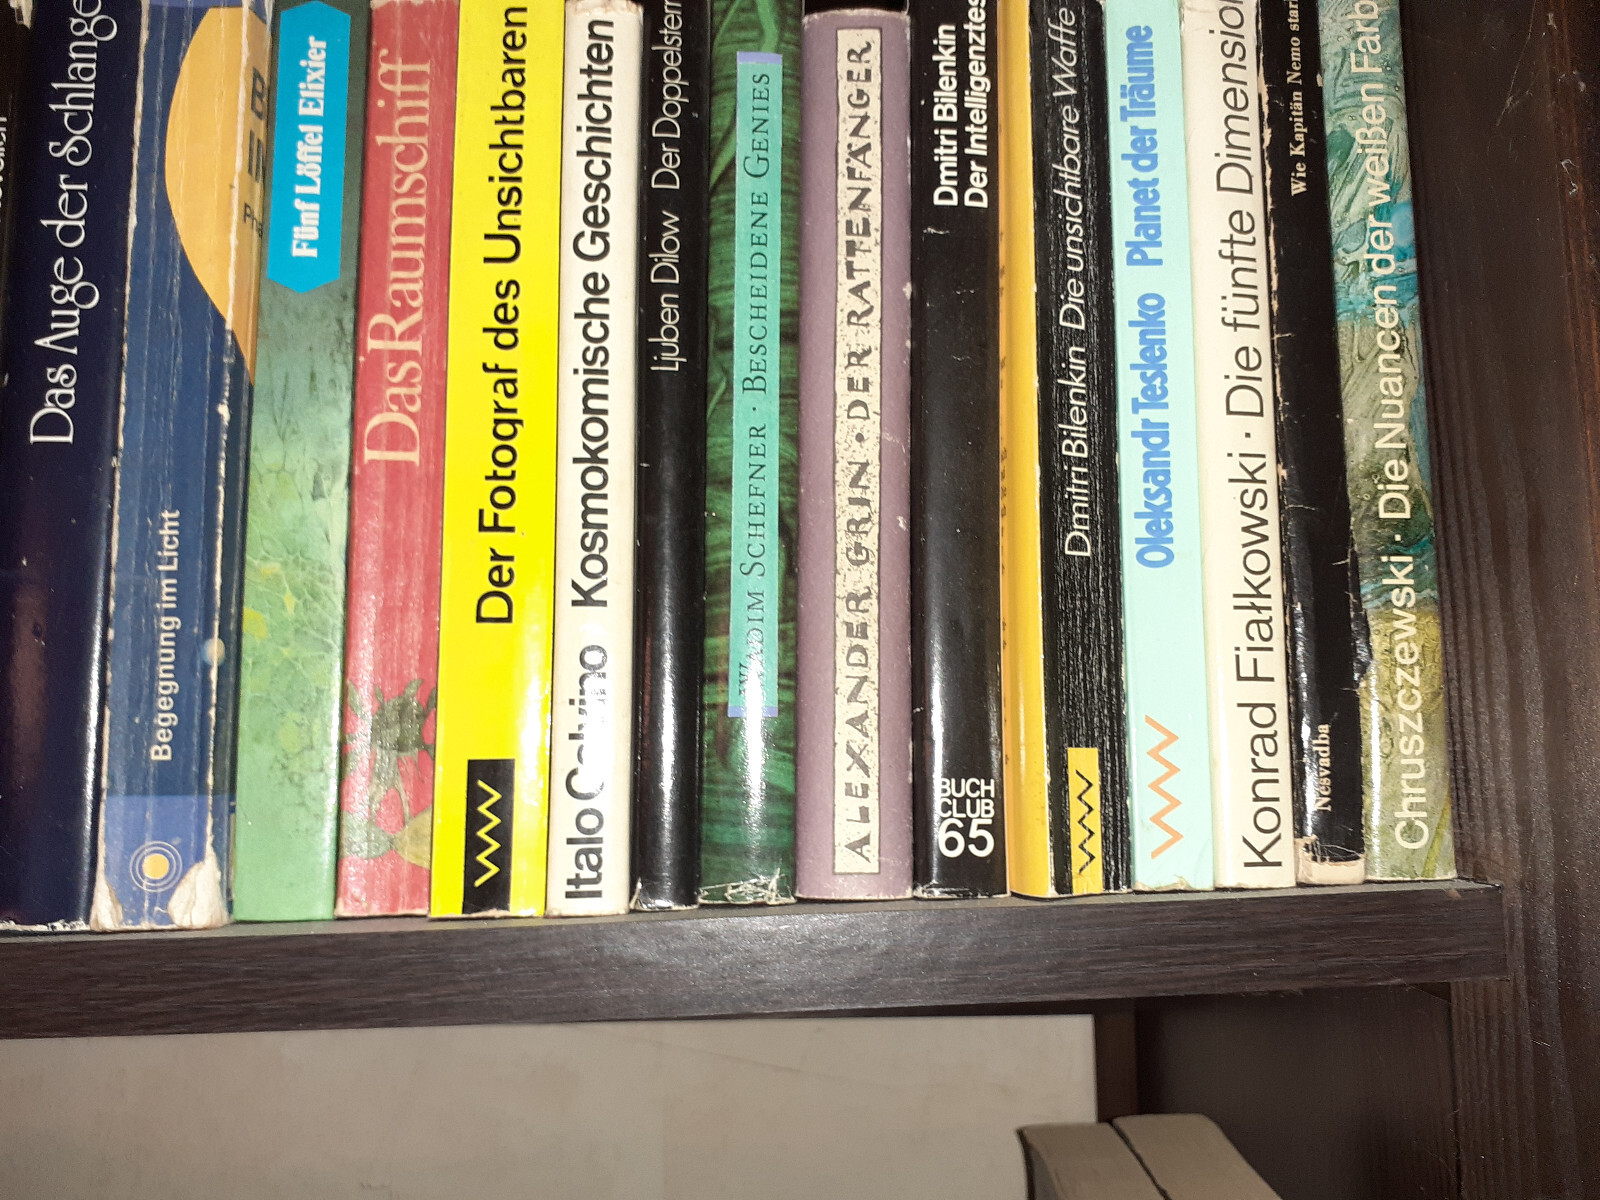 Das Auge der Schlange
Begegnung im Licht
Fünf Löffel Elixier
Das Raumschiff
Der Fotograf des Unsichtbaren
Italo Calvino Kosmokomische Geschichten
Ljuben Dilow Der Doppelstern
WADIM SCHEFNER · BESCHEIDENE GENIES
ALEXANDER GRIN · DER RATTENFÄNGER
Dmitri Bilenkin
Der Intelligenztest
BUCH
CLUB
65
Dmitri Bilenkin Die unsichtbare Waffe
Oleksandr Teslenko Planet der Träume
Konrad Fiałkowski · Die fünfte Dimension
Nesvadba Wie Kapitän Nemo
Chruszczewski · Die Nuancen der weißen Farbe